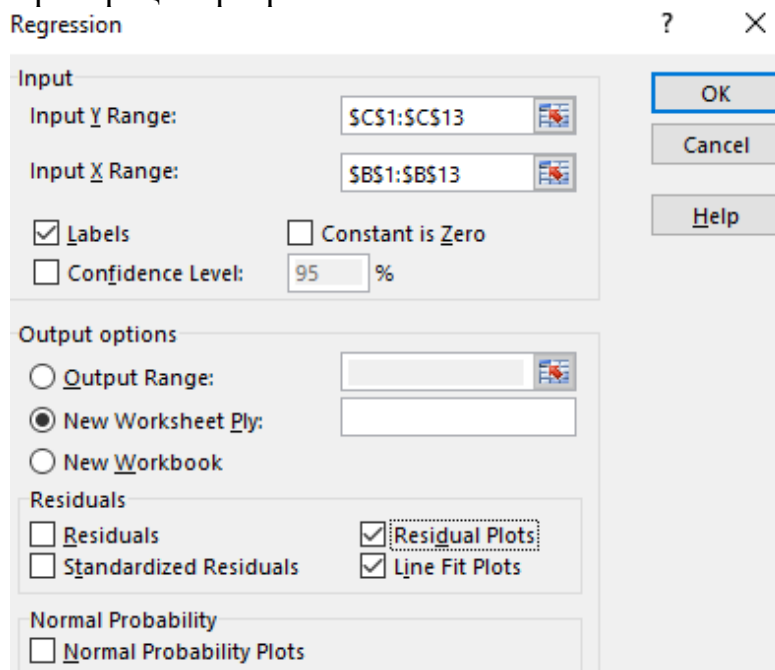 Regression ? ×
Input
Input Y Range: $C$1:$C$13
Input X Range: $B$1:$B$13
Labels Constant is Zero
Confidence Level: 95 %
OK
Cancel
Help
Output options
Output Range:
New Worksheet Ply:
New Workbook
Residuals
Residuals Residual Plots
Standardized Residuals Line Fit Plots
Normal Probability
Normal Probability Plots